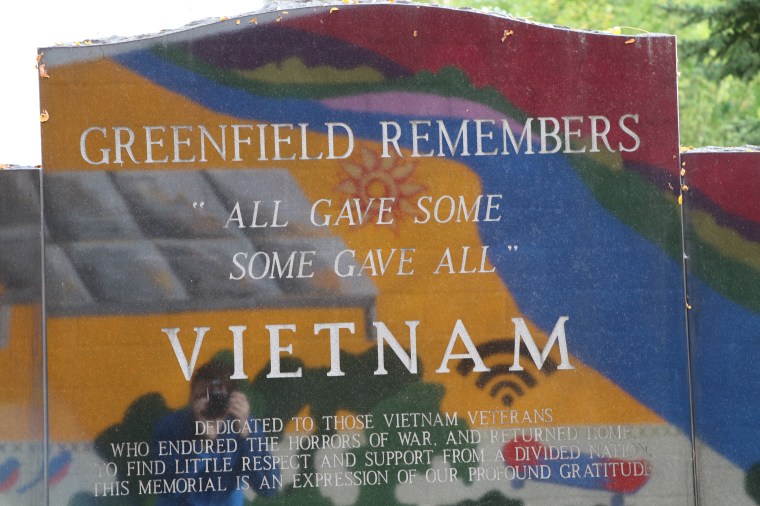 GREENFIELD REMEMBERS
" ALL GAVE SOME
SOME GAVE ALL "
VIETNAM
DEDICATED TO THOSE VIETNAM VETERANS
WHO ENDURED THE HORRORS OF WAR, AND RETURNED HOME
TO FIND LITTLE RESPECT AND SUPPORT FROM A DIVIDED NATION.
THIS MEMORIAL IS AN EXPRESSION OF OUR PROFOUND GRATITUDE